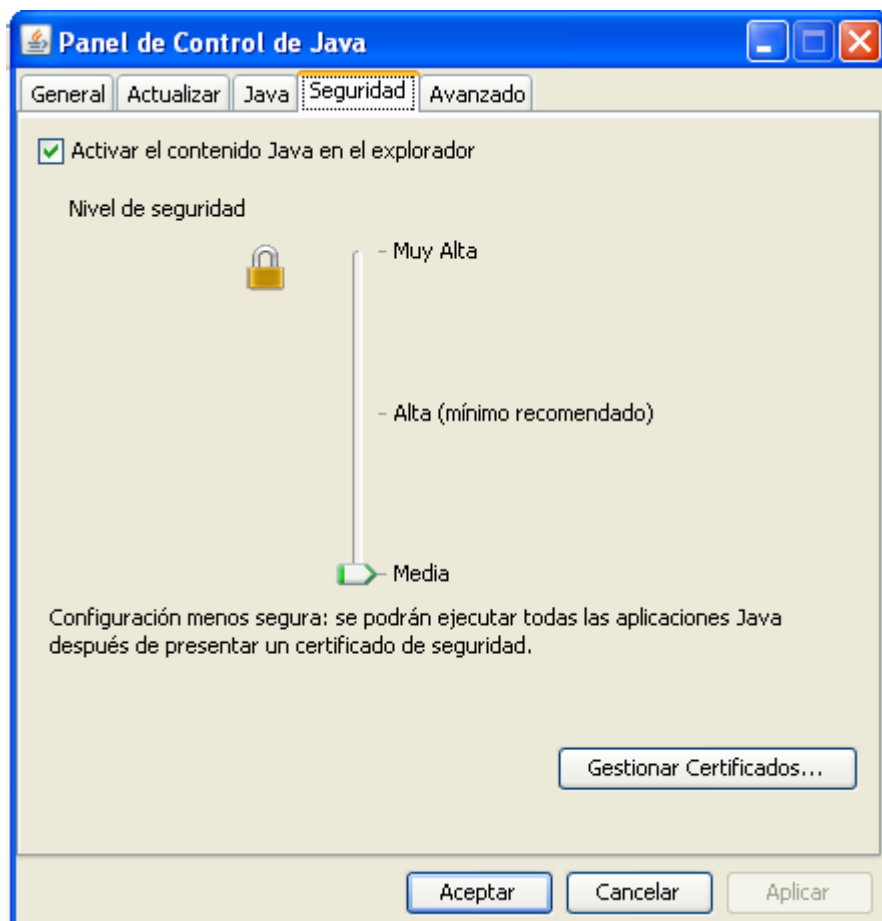 Panel de Control de Java
General Actualizar Java Seguridad Avanzado
Activar el contenido Java en el explorador
Nivel de seguridad
- Muy Alta
- Alta (mínimo recomendado)
- Media
Configuración menos segura: se podrán ejecutar todas las aplicaciones Java
después de presentar un certificado de seguridad.
Gestionar Certificados...
Aceptar Cancelar Aplicar